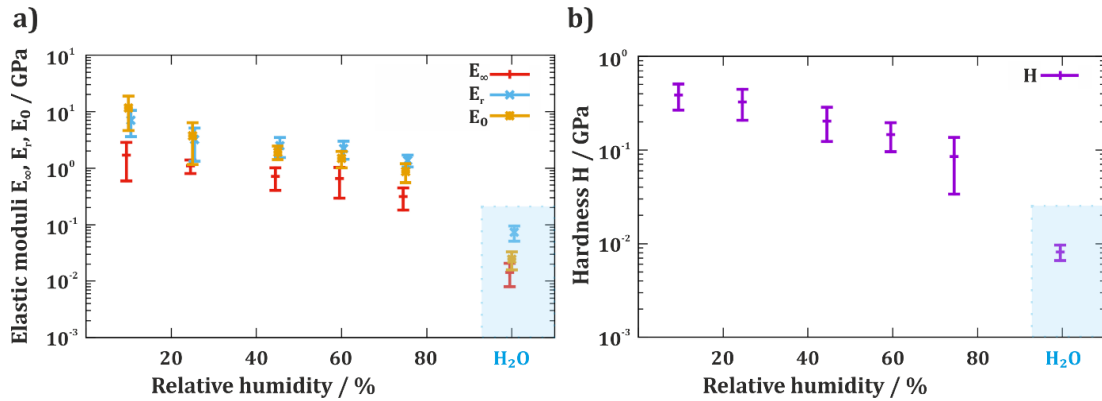 a)
Elastic moduli E∞, Er, E0 / GPa
10¹
10¹
10⁰
10⁻¹
10⁻²
10⁻³
E∞
Er
E0
20
40
60
80
H₂O
Relative humidity / %
b)
Hardness H / GPa
10⁰
10⁻¹
10⁻²
10⁻³
H
20
40
60
80
H₂O
Relative humidity / %